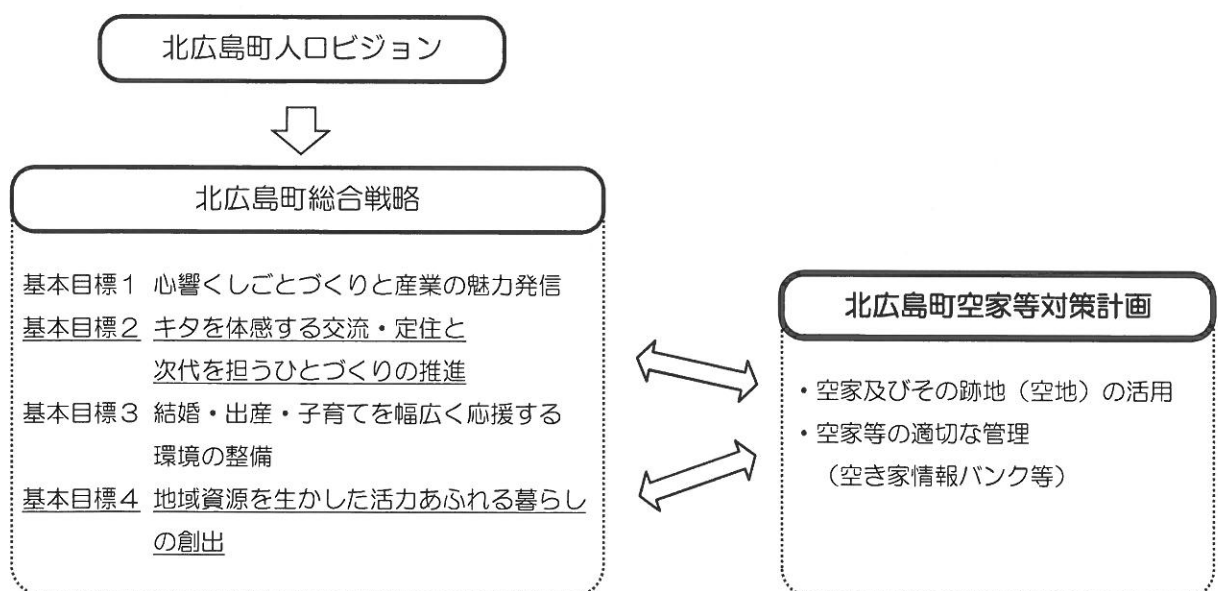 北広島町人口ビジョン
北広島町総合戦略
基本目標1 心響くしごとづくりと産業の魅力発信
基本目標2 キタを体感する交流・定住と
次代を担うひとづくりの推進
基本目標3 結婚・出産・子育てを幅広く応援する
環境の整備
基本目標4 地域資源を生かした活力あふれる暮らし
の創出
北広島町空家等対策計画
・空家及びその跡地（空地）の活用
・空家等の適切な管理
（空き家情報バンク等）